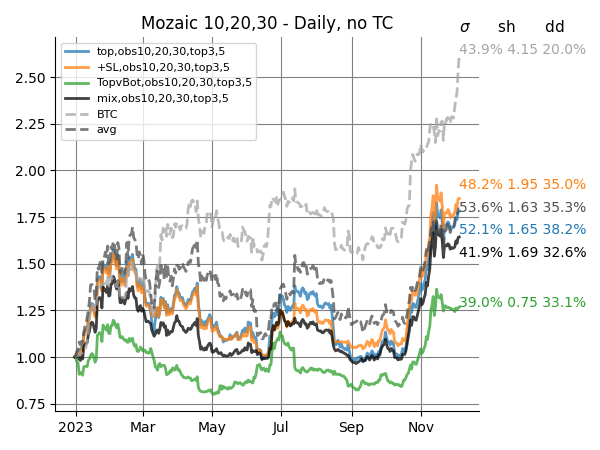 Mozaic 10,20,30 - Daily, no TC
σ sh dd
top,obs10,20,30,top3,5
+SL,obs10,20,30,top3,5
TopvBot,obs10,20,30,top3,5
mix,obs10,20,30,top3,5
BTC
avg
43.9% 4.15 20.0%
48.2% 1.95 35.0%
53.6% 1.63 35.3%
52.1% 1.65 38.2%
41.9% 1.69 32.6%
39.0% 0.75 33.1%
2.50
2.25
2.00
1.75
1.50
1.25
1.00
0.75
2023 Mar May Jul Sep Nov